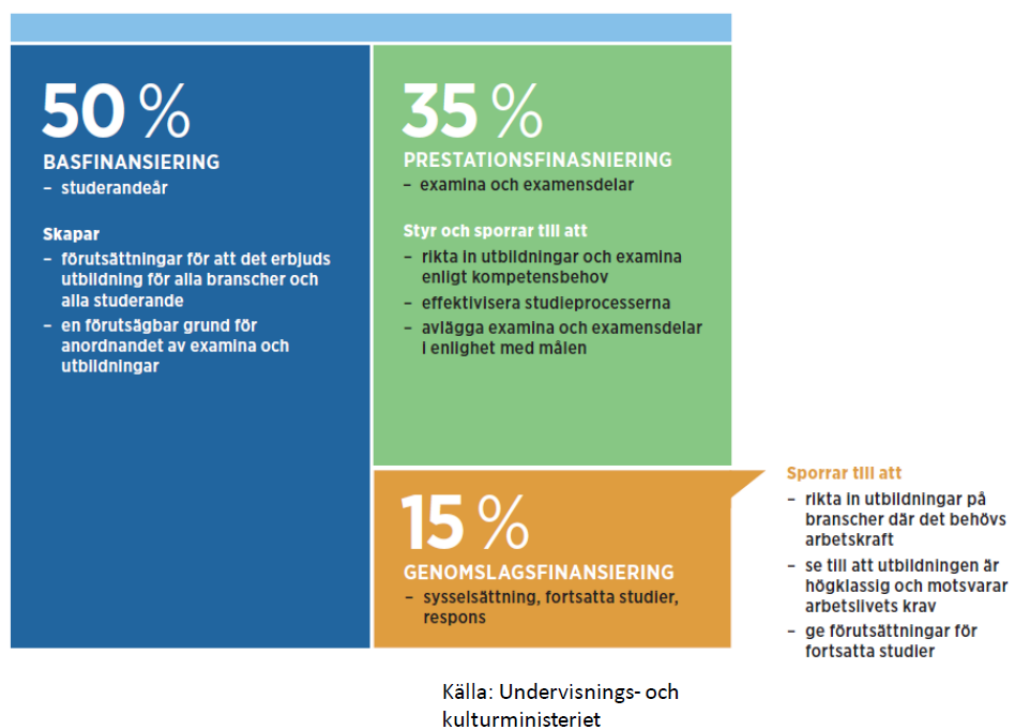 50 %
BASFINANSIERING
– studerandeår
Skapar
– förutsättningar för att det erbjuds
utbildning för alla branscher och
alla studerande
– en förutsägbar grund för
anordnandet av examina och
utbildningar
35 %
PRESTATIONSFINASNIERING
– examina och examensdelar
Styr och sporrar till att
– rikta in utbildningar och examina
enligt kompetensbehov
– effektivisera studieprocesserna
– avlägga examina och examensdelar
i enlighet med målen
15 %
GENOMSLAGSFINANSIERING
– sysselsättning, fortsatta studier,
respons
Sporrar till att
– rikta in utbildningar på
branscher där det behövs
arbetskraft
– se till att utbildningen är
högklassig och motsvarar
arbetslivets krav
– ge förutsättningar för
fortsatta studier
Källa: Undervisnings- och
kulturministeriet